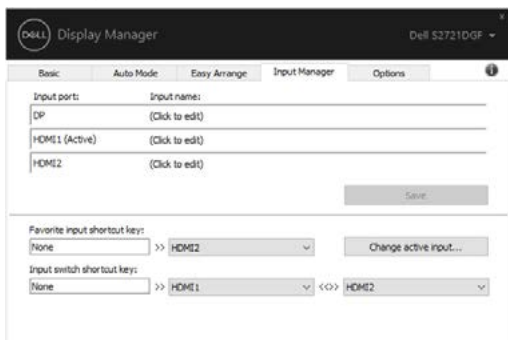 DELL Display Manager Dell S2721DGF
x
Basic Auto Mode Easy Arrange Input Manager Options
Input port: Input name:
DP (Click to edit)
HDMI1 (Active) (Click to edit)
HDMI2 (Click to edit)
Save
Favorite input shortcut key:
None >> HDMI2 Change active input...
Input switch shortcut key:
None >> HDMI1 <<>> HDMI2